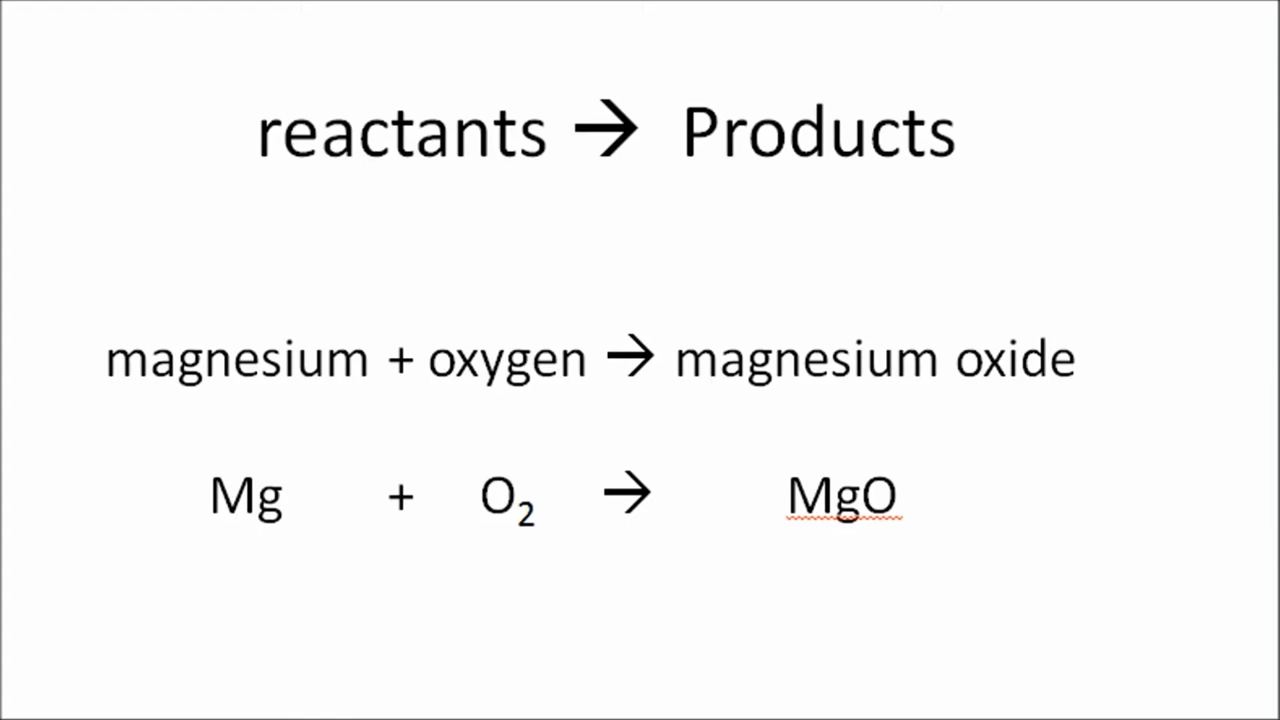 reactants → Products
magnesium + oxygen → magnesium oxide
Mg + O₂ → MgO